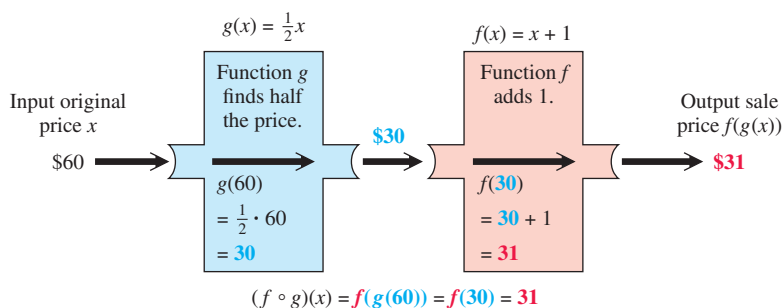 g(x) = 1/2 x
f(x) = x + 1
Input original
price x
$60
Function g
finds half
the price.
g(60)
= 1/2 · 60
= 30
$30
Function f
adds 1.
f(30)
= 30 + 1
= 31
Output sale
price f(g(x))
$31
(f ∘ g)(x) = f(g(60)) = f(30) = 31